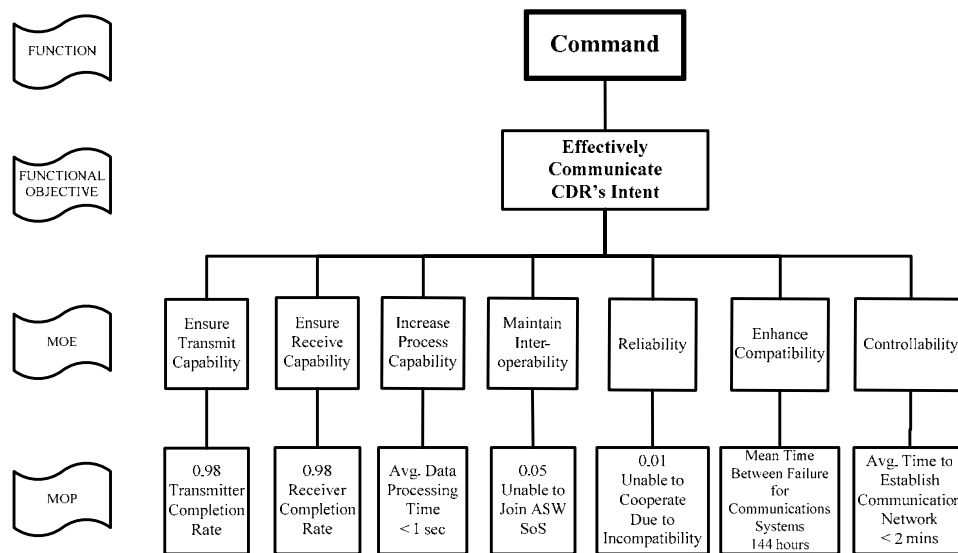 FUNCTION
Command
FUNCTIONAL
OBJECTIVE
Effectively
Communicate
CDR's Intent
MOE
Ensure
Transmit
Capability
Ensure
Receive
Capability
Increase
Process
Capability
Maintain
Inter-
operability
Reliability
Enhance
Compatibility
Controllability
MOP
0.98
Transmitter
Completion
Rate
0.98
Receiver
Completion
Rate
Avg. Data
Processing
Time
< 1 sec
0.05
Unable to
Join ASW
SoS
0.01
Unable to
Cooperate
Due to
Incompatibility
Mean Time
Between Failure
for
Communications
Systems
144 hours
Avg. Time to
Establish
Communication
Network
< 2 mins